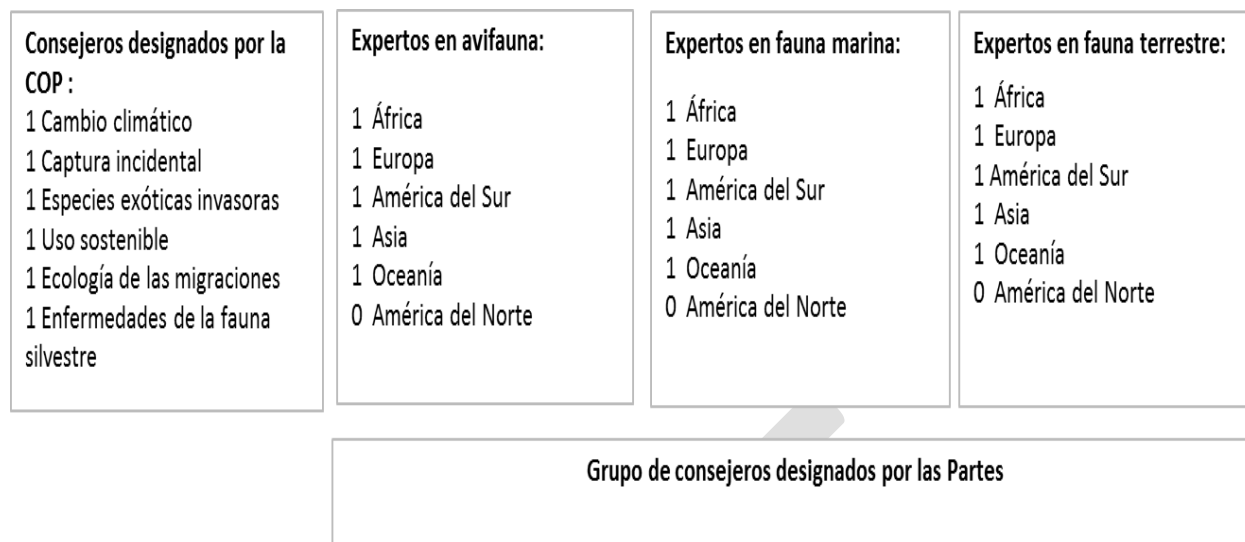 Consejeros designados por la
COP :
1 Cambio climático
1 Captura incidental
1 Especies exóticas invasoras
1 Uso sostenible
1 Ecología de las migraciones
1 Enfermedades de la fauna
silvestre
Expertos en avifauna:
1 África
1 Europa
1 América del Sur
1 Asia
1 Oceanía
0 América del Norte
Expertos en fauna marina:
1 África
1 Europa
1 América del Sur
1 Asia
1 Oceanía
0 América del Norte
Expertos en fauna terrestre:
1 África
1 Europa
1 América del Sur
1 Asia
1 Oceanía
0 América del Norte
Grupo de consejeros designados por las Partes